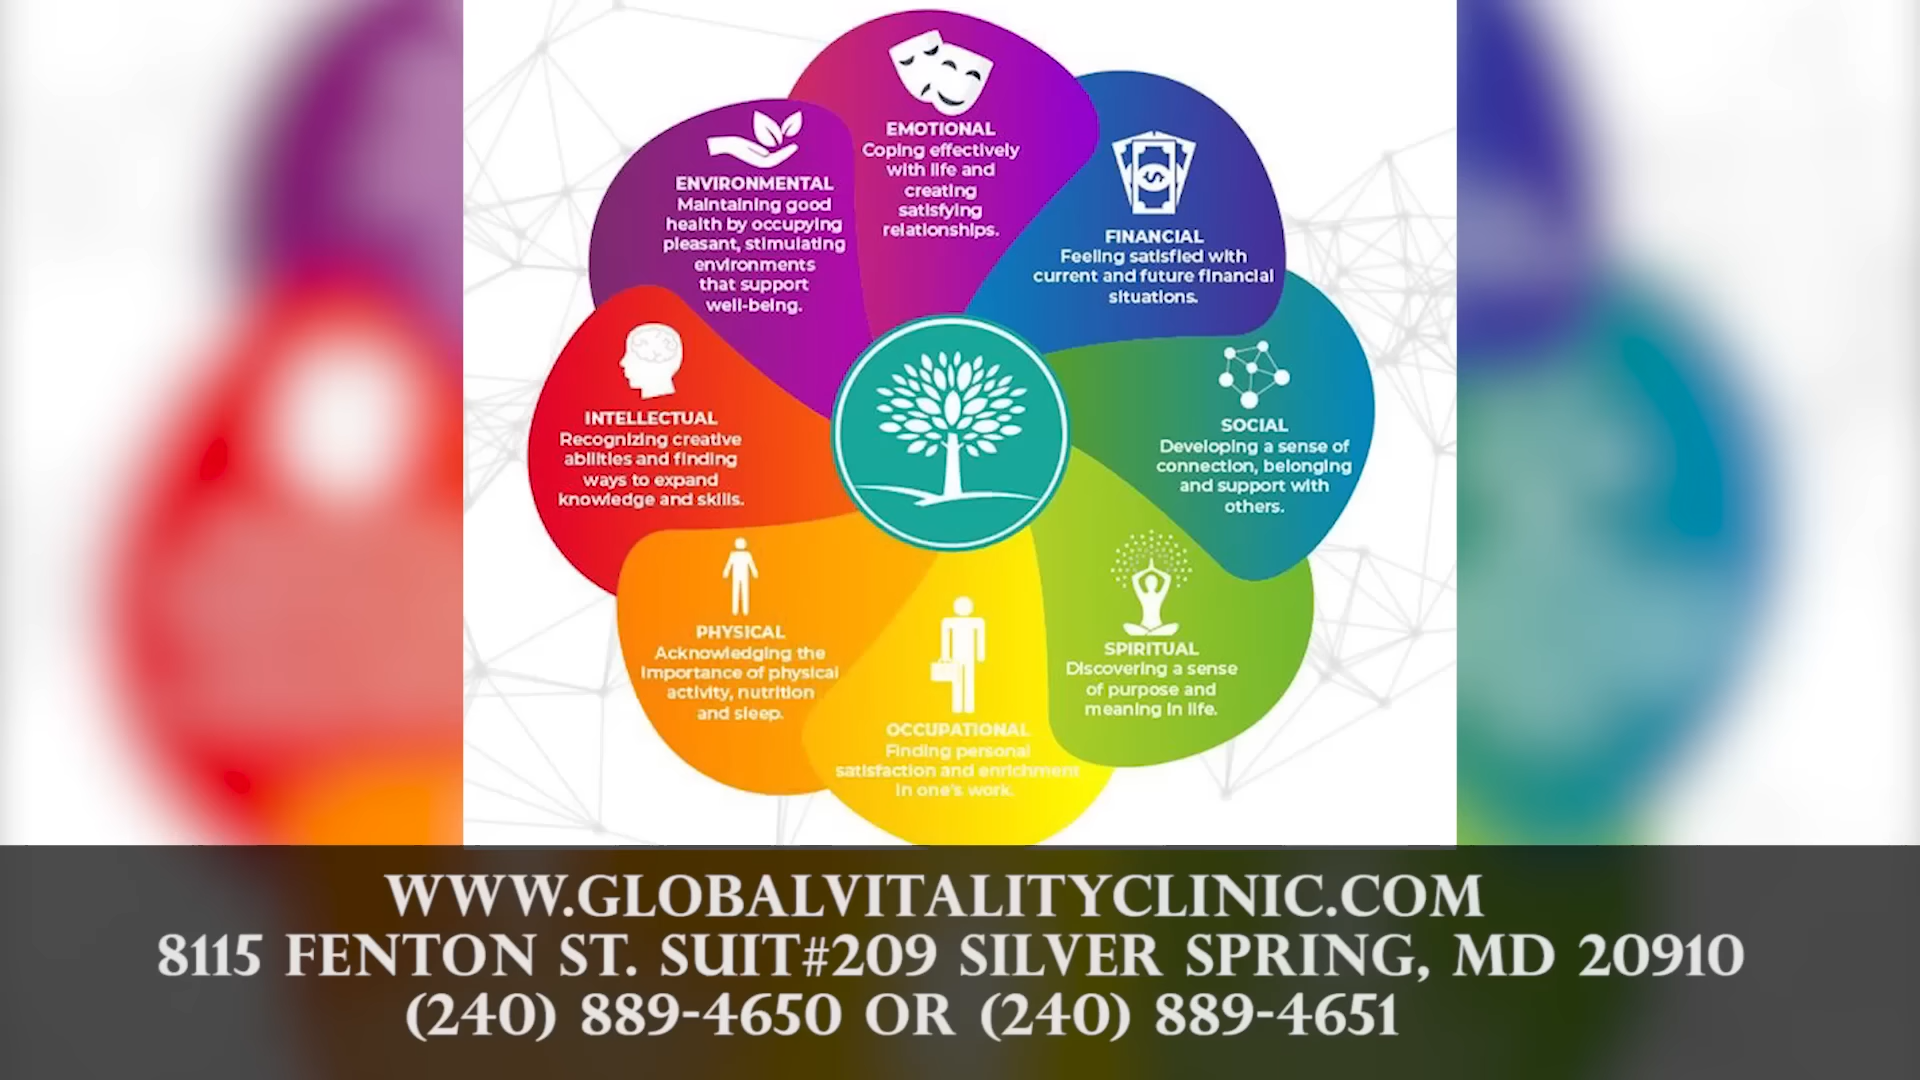 EMOTIONAL
Coping effectively
with life and
creating
satisfying
relationships.
FINANCIAL
Feeling satisfied with
current and future financial
situations.
SOCIAL
Developing a sense of
connection, belonging
and support with
others.
SPIRITUAL
Discovering a sense
of purpose and
meaning in life.
OCCUPATIONAL
Finding personal
satisfaction and enrichment
in one's work.
PHYSICAL
Acknowledging the
importance of physical
activity, nutrition
and sleep.
INTELLECTUAL
Recognizing creative
abilities and finding
ways to expand
knowledge and skills.
ENVIRONMENTAL
Maintaining good
health by occupying
pleasant, stimulating
environments
that support
well-being.
WWW.GLOBALVITALITYCLINIC.COM
8115 FENTON ST. SUIT#209 SILVER SPRING, MD 20910
(240) 889-4650 OR (240) 889-4651